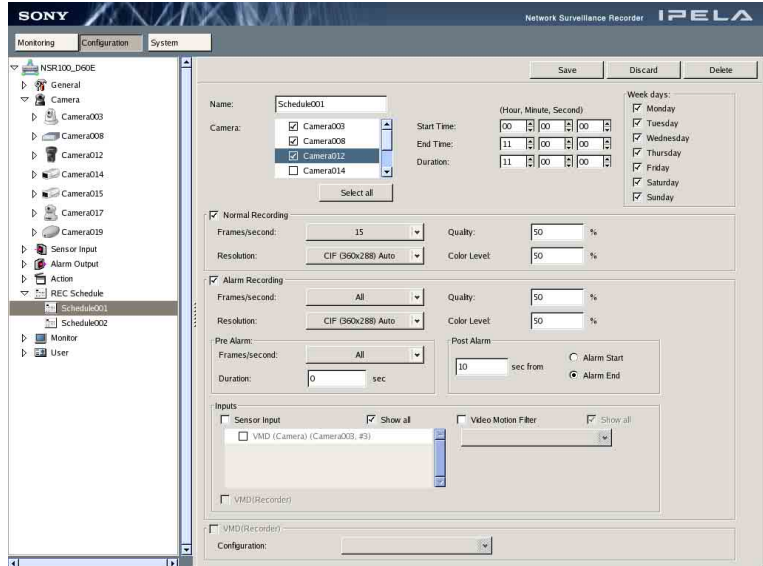 SONY
Network Surveillance Recorder IPELA
Monitoring Configuration System
NSR100_D60E
General
Camera
Camera003
Camera008
Camera012
Camera014
Camera015
Camera017
Camera019
Sensor Input
Alarm Output
Action
REC Schedule
Schedule001
Schedule002
Monitor
User
Save Discard Delete
Name: Schedule001
Camera:
Camera003
Camera008
Camera012
Camera014
Select all
(Hour, Minute, Second)
Start Time: 00 00 00
End Time: 11 00 00
Duration: 11 00 00
Week days:
Monday
Tuesday
Wednesday
Thursday
Friday
Saturday
Sunday
Normal Recording
Frames/second: 15 Quality: 50 %
Resolution: CIF (360x288) Auto Color Level: 50 %
Alarm Recording
Frames/second: All Quality: 50 %
Resolution: CIF (360x288) Auto Color Level: 50 %
Pre Alarm:
Frames/second: All
Duration: 0 sec
Post Alarm
10 sec from
Alarm Start
Alarm End
Inputs
Sensor Input Show all Video Motion Filter Show all
VMD (Camera) (Camera003, #3)
VMD(Recorder)
VMD(Recorder)
Configuration: